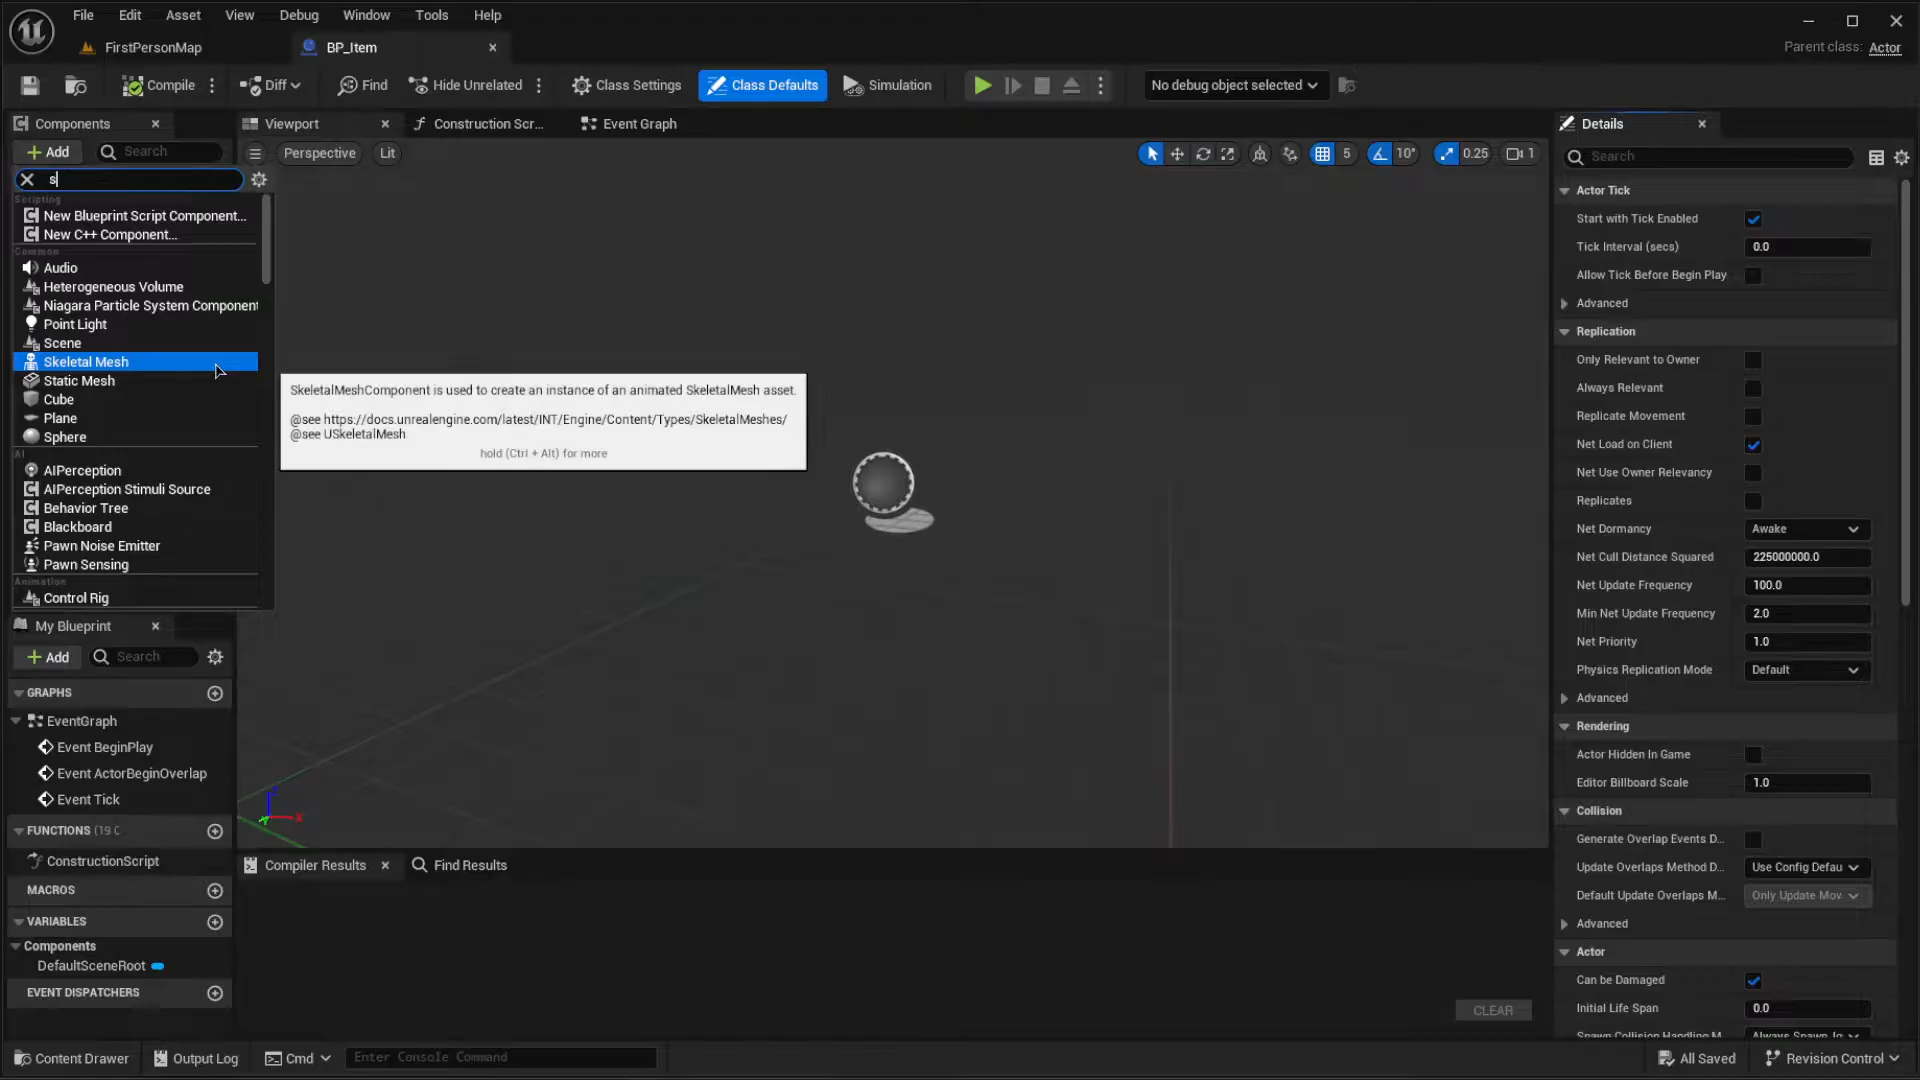 File Edit Asset View Debug Window Tools Help
FirstPersonMap
BP_Item
Parent class: Actor
Compile
Diff
Find
Hide Unrelated
Class Settings
Class Defaults
Simulation
No debug object selected
Components
Viewport
Construction Scr...
Event Graph
Details
Add
Search
Perspective
Lit
5
10°
0.25
1
Search
s
Scripting
New Blueprint Script Component...
New C++ Component...
Common
Audio
Heterogeneous Volume
Niagara Particle System Component
Point Light
Scene
Skeletal Mesh
Static Mesh
Cube
Plane
Sphere
AI
AIPerception
AIPerception Stimuli Source
Behavior Tree
Blackboard
Pawn Noise Emitter
Pawn Sensing
Animation
Control Rig
SkeletalMeshComponent is used to create an instance of an animated SkeletalMesh asset.
@see https://docs.unrealengine.com/latest/INT/Engine/Content/Types/SkeletalMeshes/
@see USkeletalMesh
hold (Ctrl + Alt) for more
My Blueprint
Add
Search
GRAPHS
EventGraph
Event BeginPlay
Event ActorBeginOverlap
Event Tick
FUNCTIONS (19 O
ConstructionScript
MACROS
VARIABLES
Components
DefaultSceneRoot
EVENT DISPATCHERS
X
Compiler Results
Find Results
CLEAR
Actor Tick
Start with Tick Enabled
Tick Interval (secs) 0.0
Allow Tick Before Begin Play
Advanced
Replication
Only Relevant to Owner
Always Relevant
Replicate Movement
Net Load on Client
Net Use Owner Relevancy
Replicates
Net Dormancy Awake
Net Cull Distance Squared 225000000.0
Net Update Frequency 100.0
Min Net Update Frequency 2.0
Net Priority 1.0
Physics Replication Mode Default
Advanced
Rendering
Actor Hidden In Game
Editor Billboard Scale 1.0
Collision
Generate Overlap Events D...
Update Overlaps Method D... Use Config Defau
Default Update Overlaps M... Only Update Mov
Advanced
Actor
Can be Damaged
Initial Life Span 0.0
Spawn Collision Handling M Always Spawn, Ig
Content Drawer
Output Log
Cmd
Enter Console Command
All Saved
Revision Control